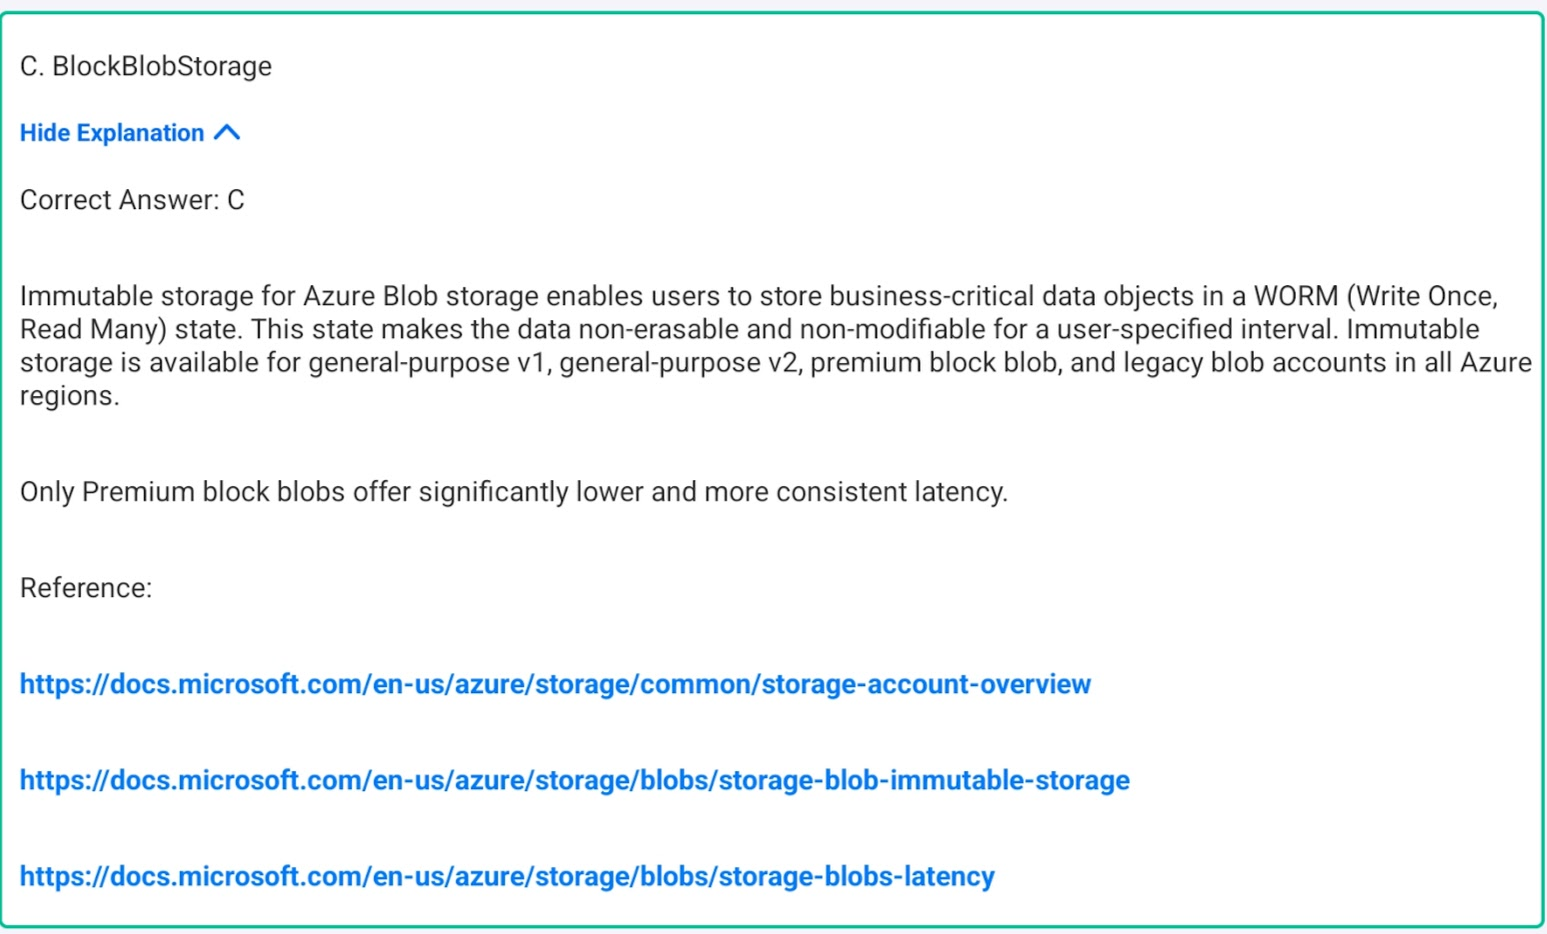 C. BlockBlobStorage
Hide Explanation
Correct Answer: C
Immutable storage for Azure Blob storage enables users to store business-critical data objects in a WORM (Write Once,
Read Many) state. This state makes the data non-erasable and non-modifiable for a user-specified interval. Immutable
storage is available for general-purpose v1, general-purpose v2, premium block blob, and legacy blob accounts in all Azure
regions.
Only Premium block blobs offer significantly lower and more consistent latency.
Reference:
https://docs.microsoft.com/en-us/azure/storage/common/storage-account-overview
https://docs.microsoft.com/en-us/azure/storage/blobs/storage-blob-immutable-storage
https://docs.microsoft.com/en-us/azure/storage/blobs/storage-blobs-latency